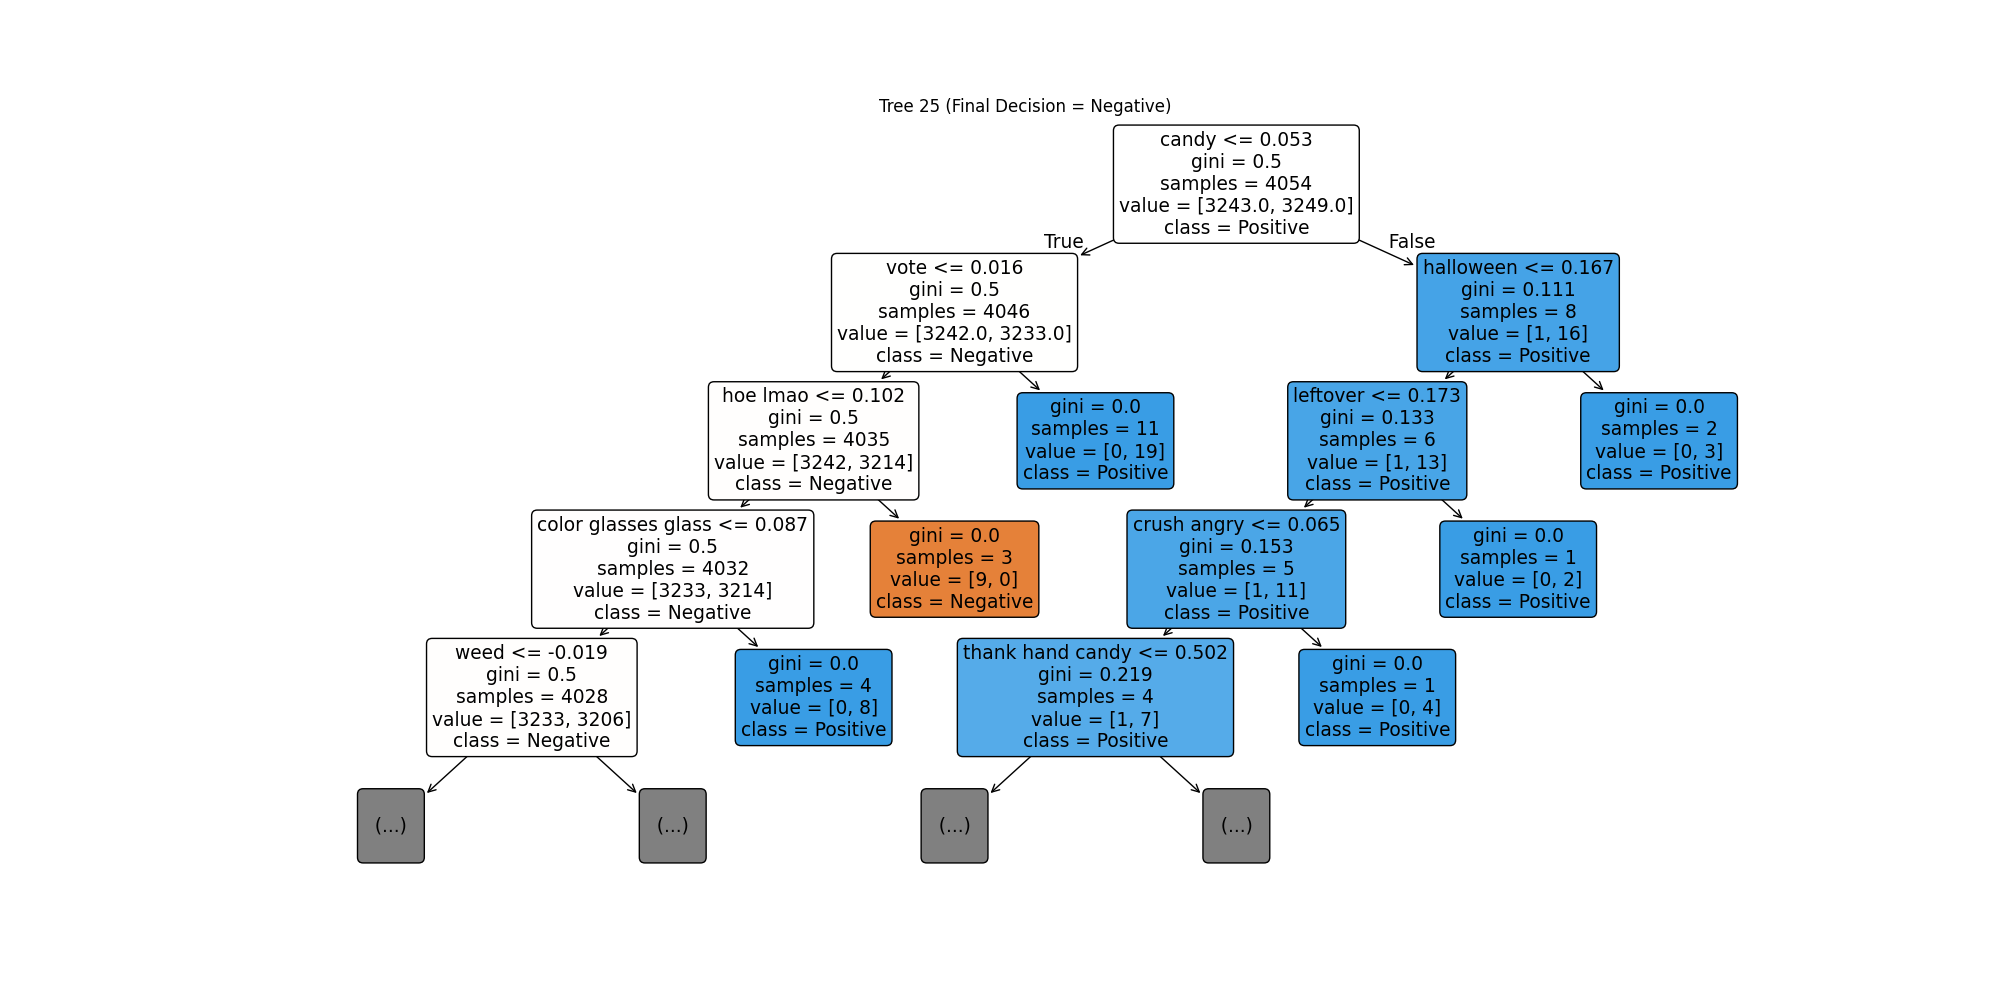 Tree 25 (Final Decision = Negative)
candy <= 0.053
gini = 0.5
samples = 4054
value = [3243.0, 3249.0]
class = Positive
True
False
vote <= 0.016
gini = 0.5
samples = 4046
value = [3242.0, 3233.0]
class = Negative
halloween <= 0.167
gini = 0.111
samples = 8
value = [1, 16]
class = Positive
hoe lmao <= 0.102
gini = 0.5
samples = 4035
value = [3242, 3214]
class = Negative
gini = 0.0
samples = 11
value = [0, 19]
class = Positive
leftover <= 0.173
gini = 0.133
samples = 6
value = [1, 13]
class = Positive
gini = 0.0
samples = 2
value = [0, 3]
class = Positive
color glasses glass <= 0.087
gini = 0.5
samples = 4032
value = [3233, 3214]
class = Negative
gini = 0.0
samples = 3
value = [9, 0]
class = Negative
crush angry <= 0.065
gini = 0.153
samples = 5
value = [1, 11]
class = Positive
gini = 0.0
samples = 1
value = [0, 2]
class = Positive
weed <= -0.019
gini = 0.5
samples = 4028
value = [3233, 3206]
class = Negative
gini = 0.0
samples = 4
value = [0, 8]
class = Positive
thank hand candy <= 0.502
gini = 0.219
samples = 4
value = [1, 7]
class = Positive
gini = 0.0
samples = 1
value = [0, 4]
class = Positive
(...)
(...)
(...)
(...)